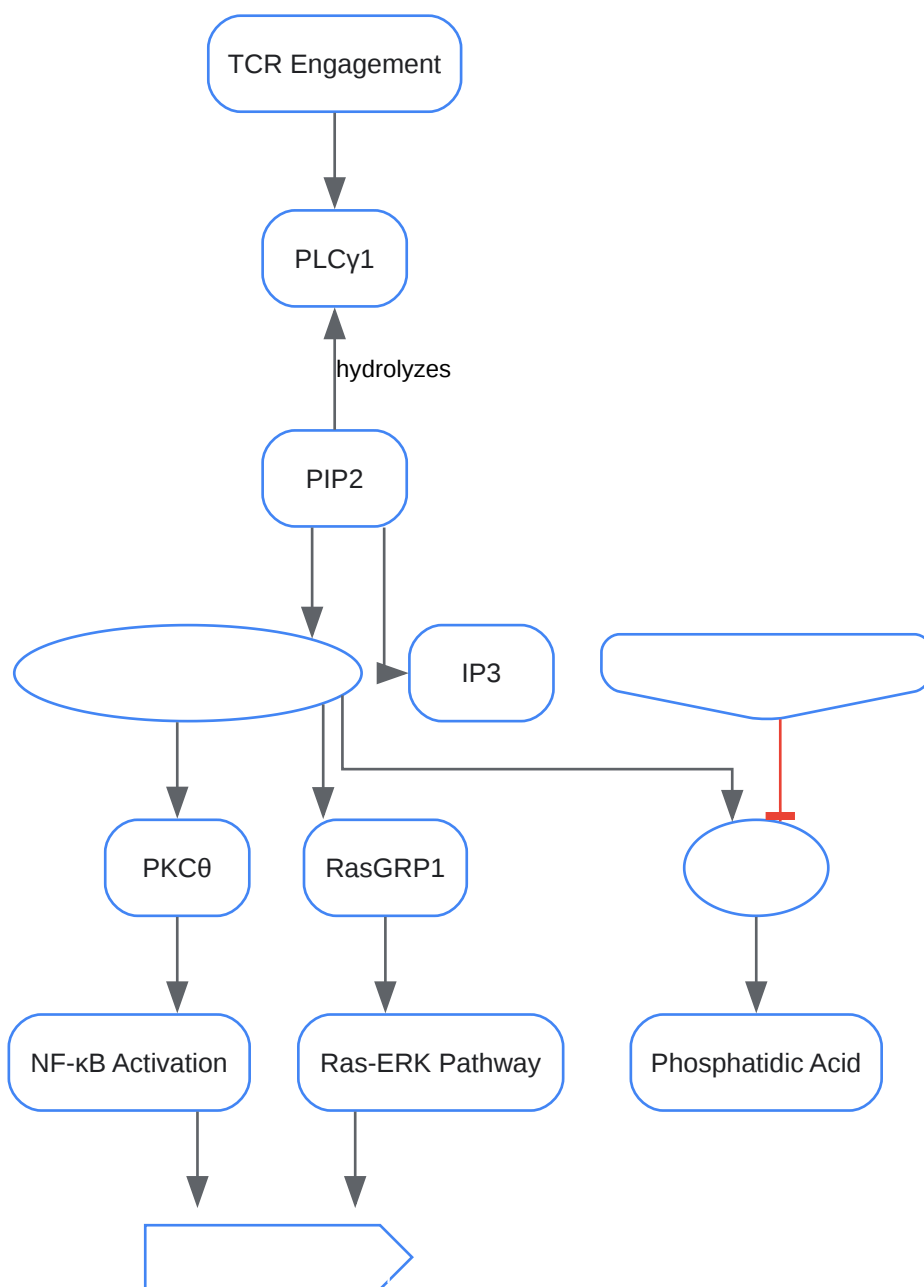 TCR Engagement
PLCγ1
hydrolyzes
PIP2
IP3
PKCθ
RasGRP1
NF-κB Activation
Ras-ERK Pathway
Phosphatidic Acid